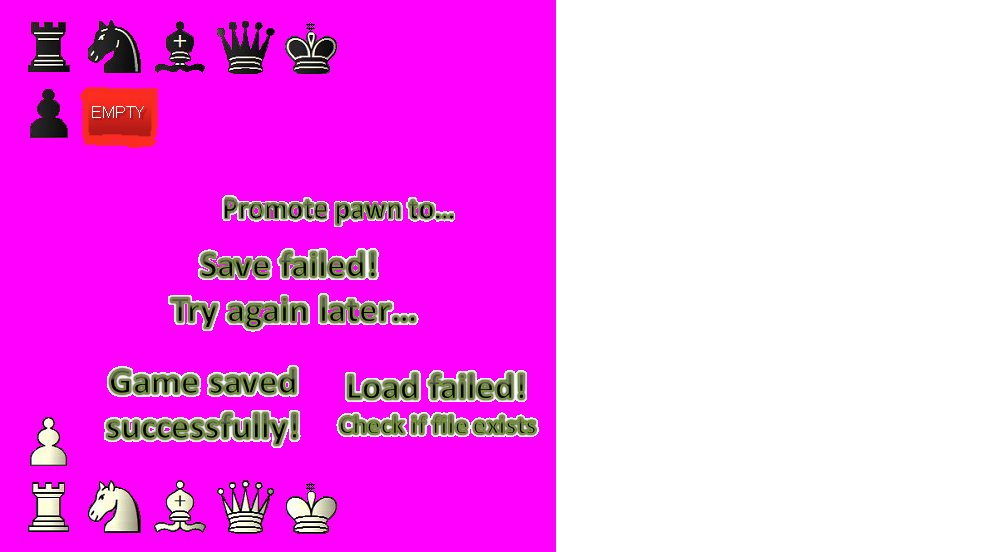 EMPTY
Promote pawn to...
Save failed!
Try again later...
Game saved
successfully!
Load failed!
Check if file exists